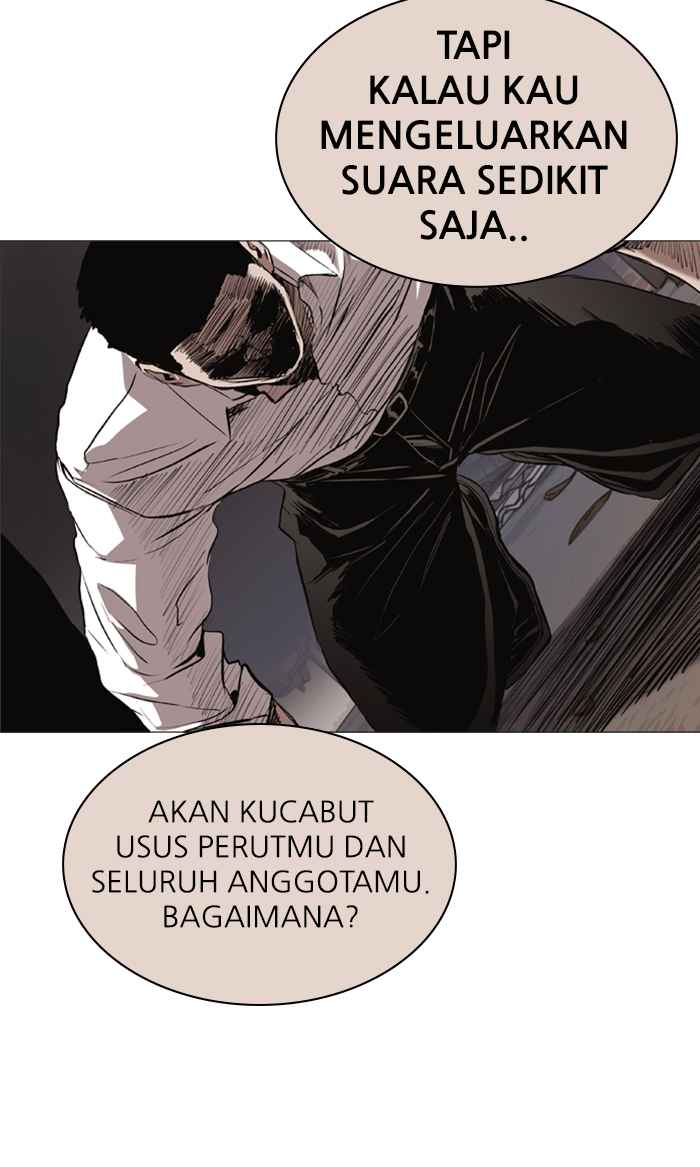 TAPI
KALAU KAU
MENGELUARKAN
SUARA SEDIKIT
SAJA..
AKAN KUCABUT
USUS PERUTMU DAN
SELURUH ANGGOTAMU.
BAGAIMANA?